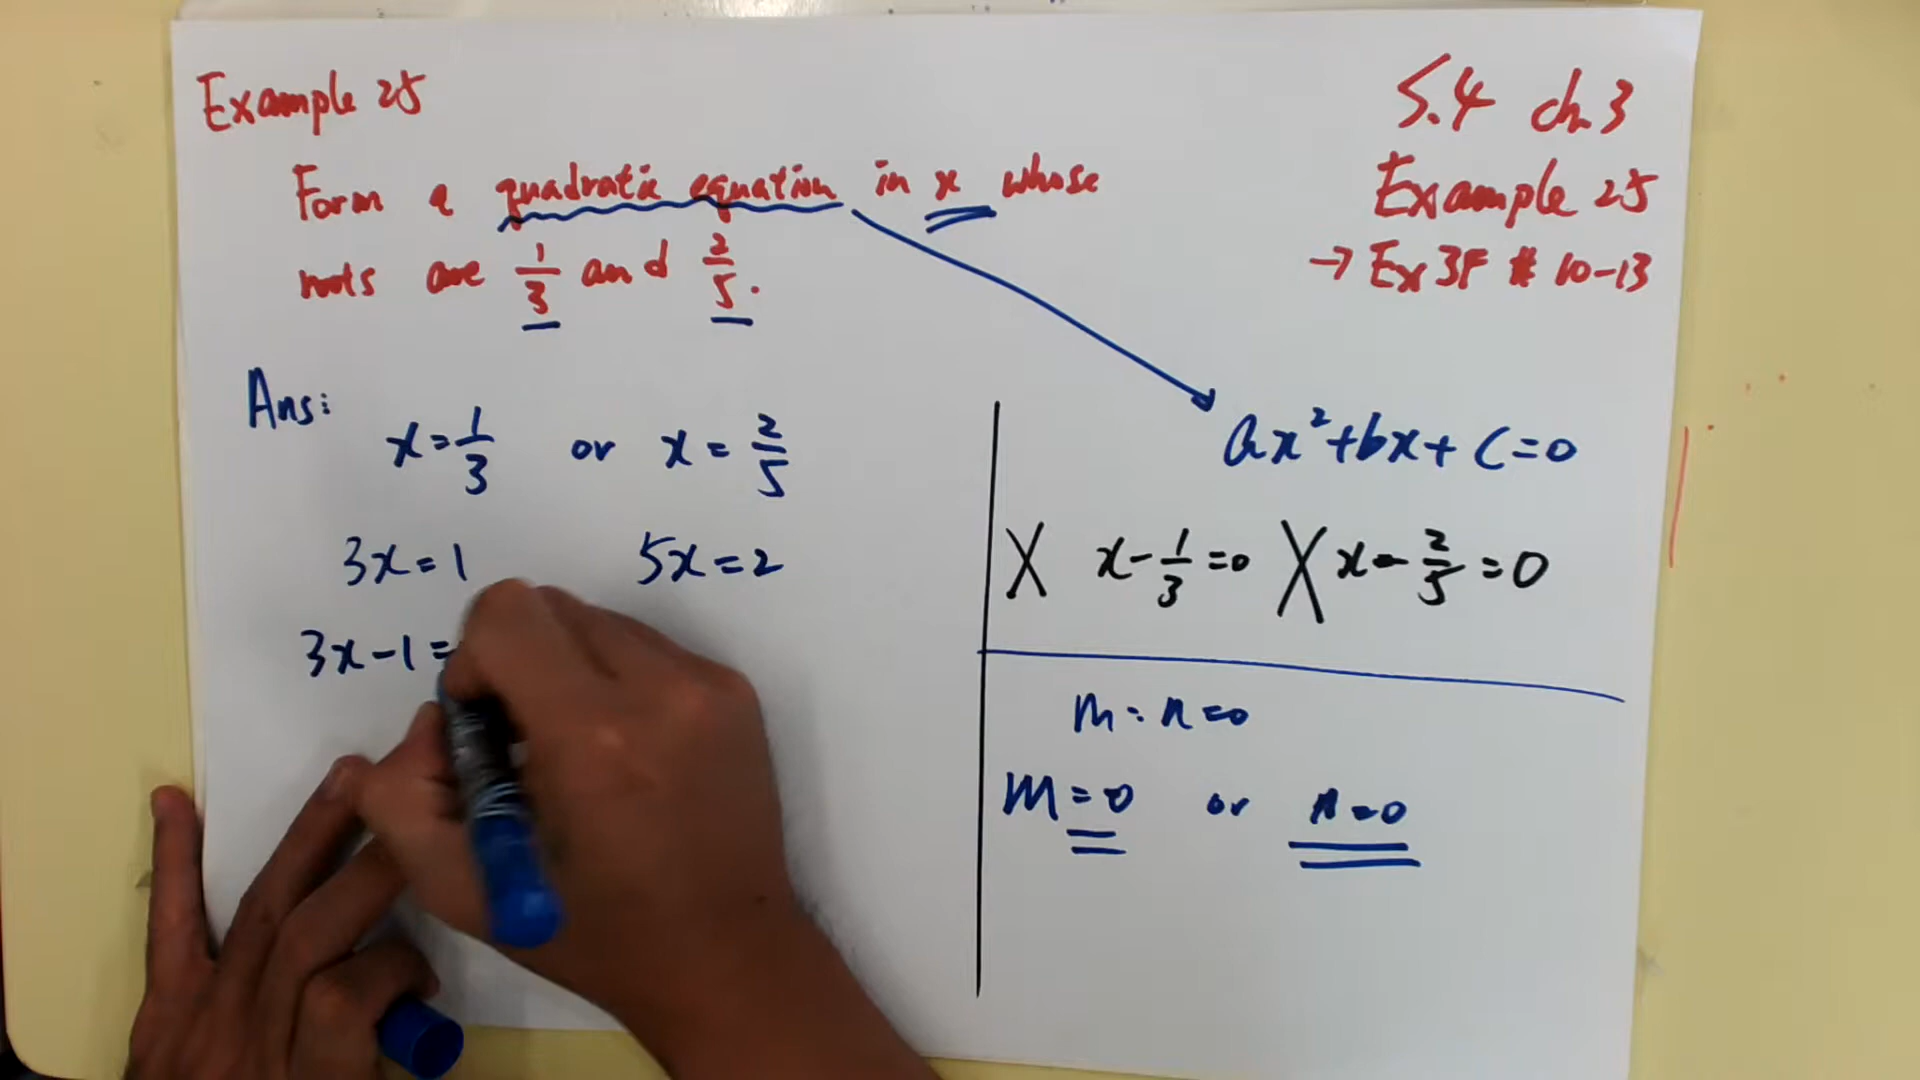 Example 25
Form a quadratic equation in x whose
roots are 1/3 and 2/5.
S.4 ch.3
Example 25
→ Ex 3F # 10-13
Ans:
x = 1/3 or x = 2/5
3x = 1 5x = 2
3x - 1 =
ax² + bx + c = 0
X x - 1/3 = 0 X x - 2/5 = 0
m · n = 0
m = 0 or n = 0